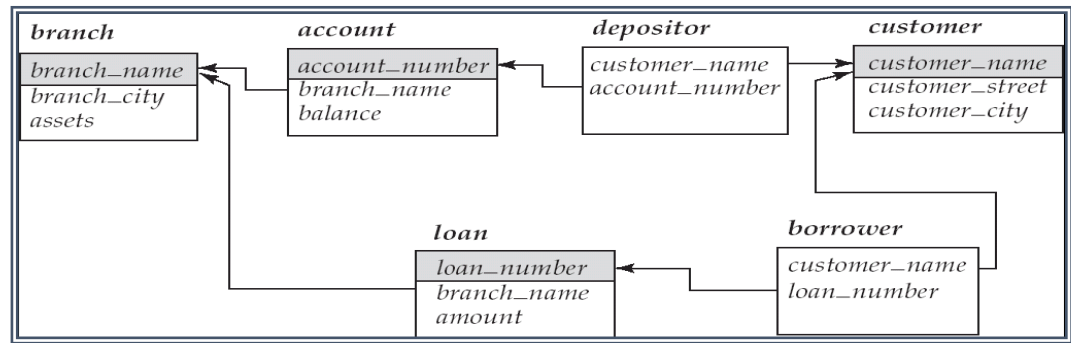 branch
branch_name
branch_city
assets
account
account_number
branch_name
balance
depositor
customer_name
account_number
customer
customer_name
customer_street
customer_city
loan
loan_number
branch_name
amount
borrower
customer_name
loan_number